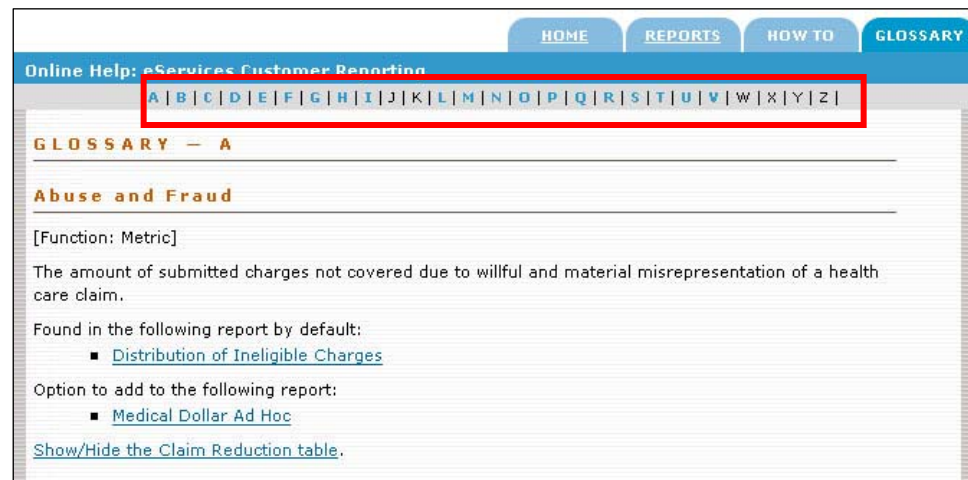 HOME REPORTS HOW TO GLOSSARY
Online Help: eServices Customer Reporting
A | B | C | D | E | F | G | H | I | J | K | L | M | N | O | P | Q | R | S | T | U | V | W | X | Y | Z |
GLOSSARY — A
Abuse and Fraud
[Function: Metric]
The amount of submitted charges not covered due to willful and material misrepresentation of a health
care claim.
Found in the following report by default:
■ Distribution of Ineligible Charges
Option to add to the following report:
■ Medical Dollar Ad Hoc
Show/Hide the Claim Reduction table.